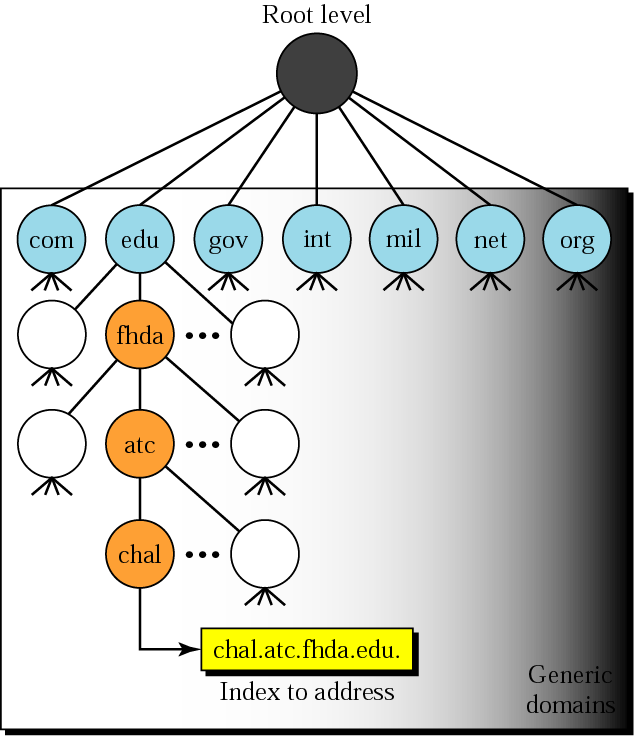 Root level
com edu gov int mil net org
fhda
atc
chal
chal.atc.fhda.edu.
Index to address
Generic
domains